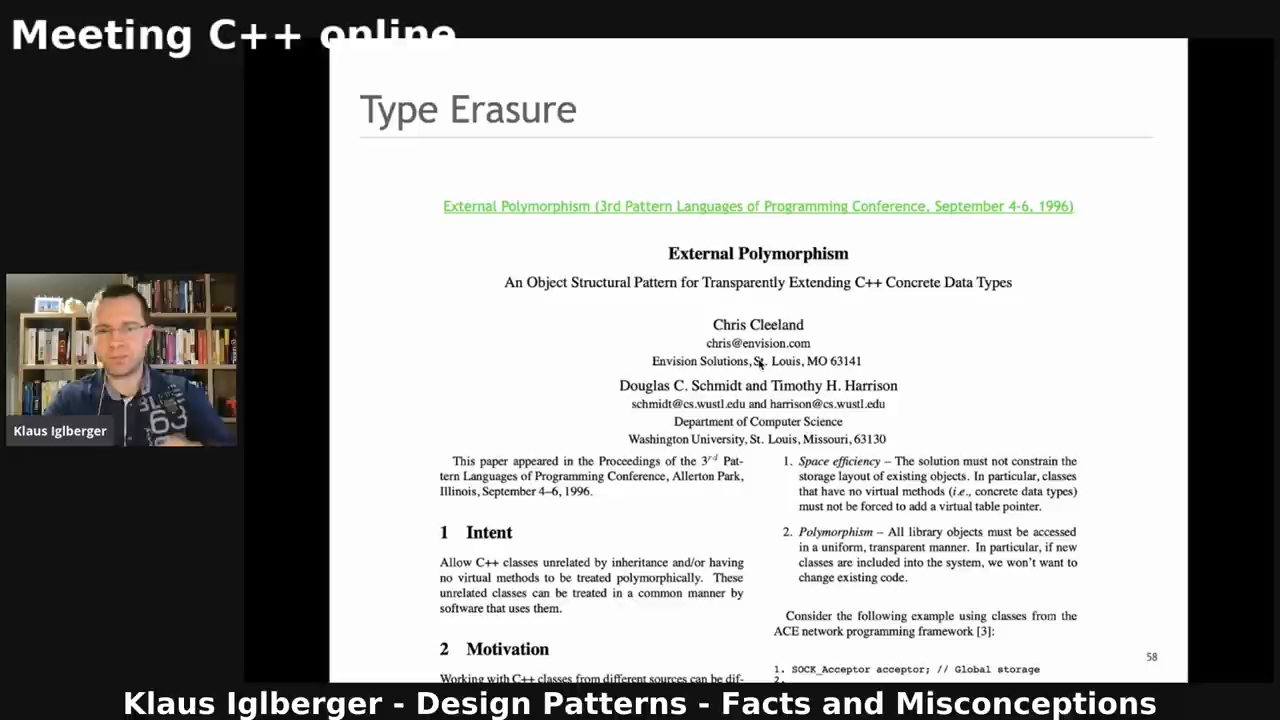 Meeting C++ online
Type Erasure
External Polymorphism (3rd Pattern Languages of Programming Conference, September 4-6, 1996)
External Polymorphism
An Object Structural Pattern for Transparently Extending C++ Concrete Data Types
Chris Cleeland
chris@envision.com
Envision Solutions, St. Louis, MO 63141
Douglas C. Schmidt and Timothy H. Harrison
schmidt@cs.wustl.edu and harrison@cs.wustl.edu
Department of Computer Science
Washington University, St. Louis, Missouri, 63130
This paper appeared in the Proceedings of the 3rd Pat-
tern Languages of Programming Conference, Allerton Park,
Illinois, September 4–6, 1996.
1 Intent
Allow C++ classes unrelated by inheritance and/or having
no virtual methods to be treated polymorphically. These
unrelated classes can be treated in a common manner by
software that uses them.
2 Motivation
Working with C++ classes from different sources can be dif-
1. Space efficiency – The solution must not constrain the
storage layout of existing objects. In particular, classes
that have no virtual methods (i.e., concrete data types)
must not be forced to add a virtual table pointer.
2. Polymorphism – All library objects must be accessed
in a uniform, transparent manner. In particular, if new
classes are included into the system, we won't want to
change existing code.
Consider the following example using classes from the
ACE network programming framework [3]:
1. SOCK_Acceptor acceptor; // Global storage
2.
58
Klaus Iglberger
Klaus Iglberger - Design Patterns - Facts and Misconceptions